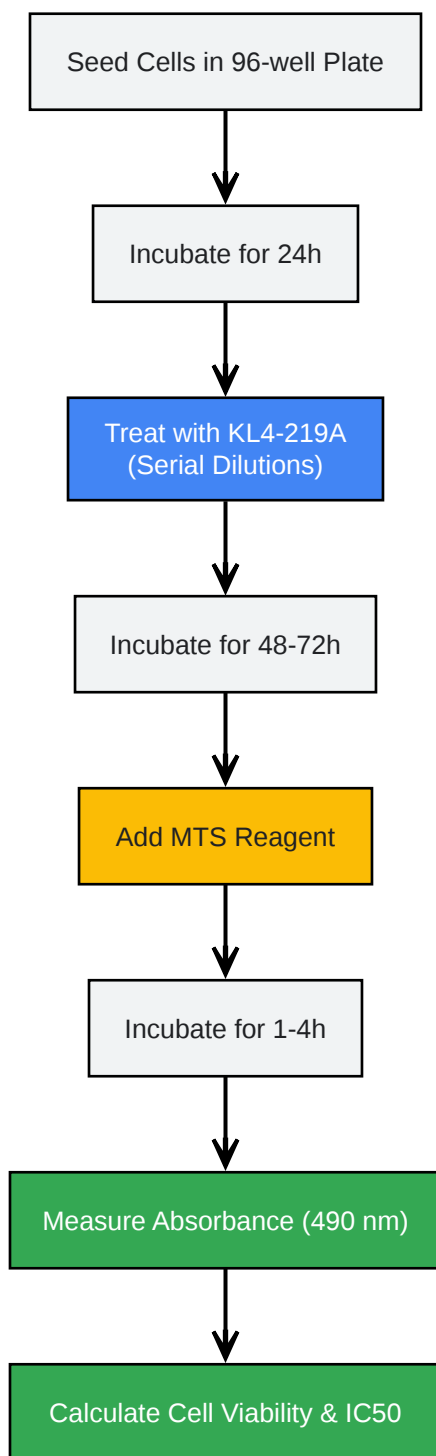 Seed Cells in 96-well Plate
Incubate for 24h
Treat with KL4-219A
(Serial Dilutions)
Incubate for 48-72h
Add MTS Reagent
Incubate for 1-4h
Measure Absorbance (490 nm)
Calculate Cell Viability & IC50